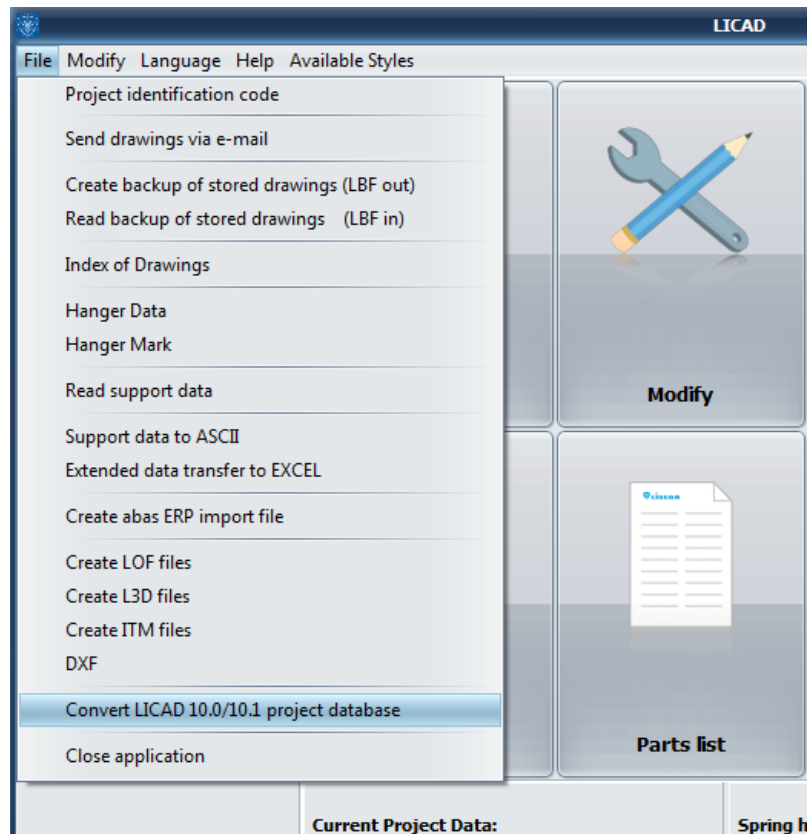 LICAD
File Modify Language Help Available Styles
Project identification code
Send drawings via e-mail
Create backup of stored drawings (LBF out)
Read backup of stored drawings (LBF in)
Index of Drawings
Hanger Data
Hanger Mark
Read support data
Support data to ASCII
Extended data transfer to EXCEL
Create abas ERP import file
Create LOF files
Create L3D files
Create ITM files
DXF
Convert LICAD 10.0/10.1 project database
Close application
Modify
LISEGA
Parts list
Current Project Data:
Spring h